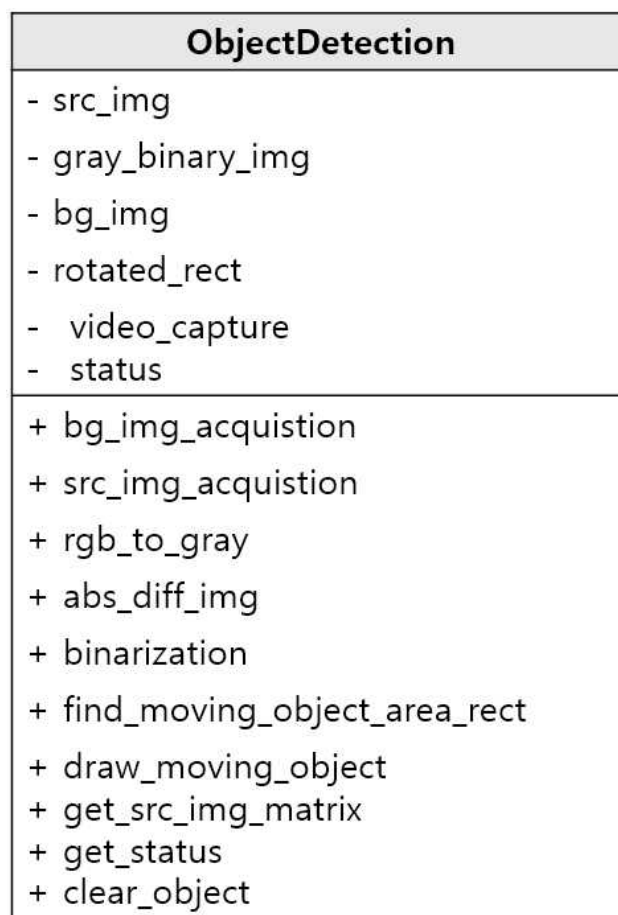 ObjectDetection
- src_img
- gray_binary_img
- bg_img
- rotated_rect
- video_capture
- status
+ bg_img_acquistion
+ src_img_acquistion
+ rgb_to_gray
+ abs_diff_img
+ binarization
+ find_moving_object_area_rect
+ draw_moving_object
+ get_src_img_matrix
+ get_status
+ clear_object